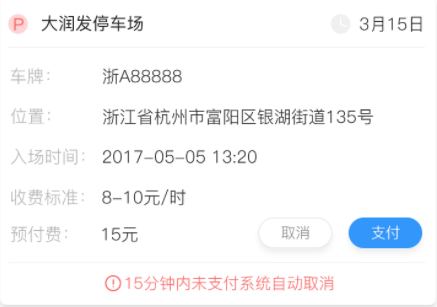 P 大润发停车场 3月15日
车牌： 浙A88888
位置： 浙江省杭州市富阳区银湖街道135号
入场时间： 2017-05-05 13:20
收费标准： 8-10元/时
预付费： 15元 取消 支付
15分钟内未支付系统自动取消